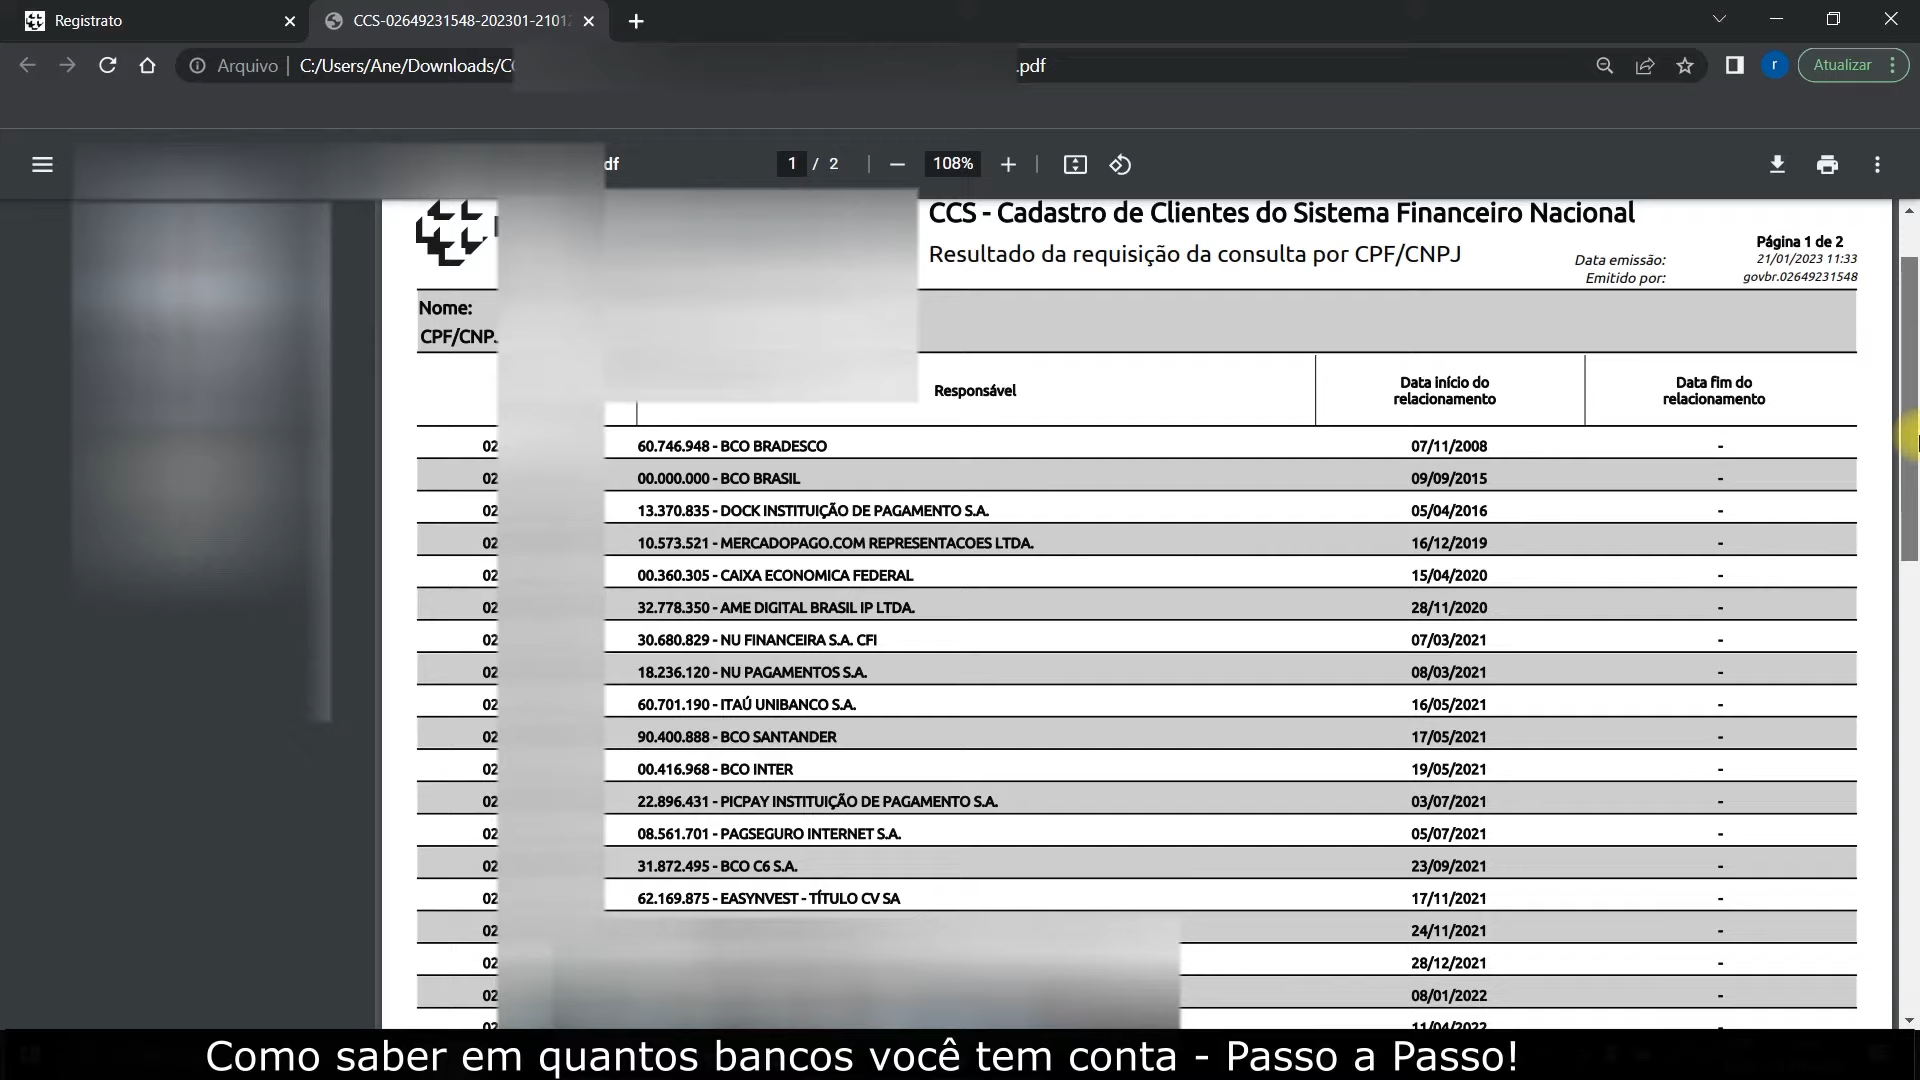 Registrato
CCS-02649231548-202301-2101
Arquivo
C:/Users/Ane/Downloads/C
.pdf
r
Atualizar
df
1 / 2
108%
CCS - Cadastro de Clientes do Sistema Financeiro Nacional
Resultado da requisição da consulta por CPF/CNPJ
Página 1 de 2
Data emissão: 21/01/2023 11:33
Emitido por: govbr.02649231548
Nome:
CPF/CNPJ
Responsável
Data início do relacionamento
Data fim do relacionamento
02 60.746.948 - BCO BRADESCO 07/11/2008 -
02 00.000.000 - BCO BRASIL 09/09/2015 -
02 13.370.835 - DOCK INSTITUIÇÃO DE PAGAMENTO S.A. 05/04/2016 -
02 10.573.521 - MERCADOPAGO.COM REPRESENTACOES LTDA. 16/12/2019 -
02 00.360.305 - CAIXA ECONOMICA FEDERAL 15/04/2020 -
02 32.778.350 - AME DIGITAL BRASIL IP LTDA. 28/11/2020 -
02 30.680.829 - NU FINANCEIRA S.A. CFI 07/03/2021 -
02 18.236.120 - NU PAGAMENTOS S.A. 08/03/2021 -
02 60.701.190 - ITAÚ UNIBANCO S.A. 16/05/2021 -
02 90.400.888 - BCO SANTANDER 17/05/2021 -
02 00.416.968 - BCO INTER 19/05/2021 -
02 22.896.431 - PICPAY INSTITUIÇÃO DE PAGAMENTO S.A. 03/07/2021 -
02 08.561.701 - PAGSEGURO INTERNET S.A. 05/07/2021 -
02 31.872.495 - BCO C6 S.A. 23/09/2021 -
02 62.169.875 - EASYNVEST - TÍTULO CV SA 17/11/2021 -
02 24/11/2021 -
02 28/12/2021 -
02 08/01/2022 -
02 11/04/2022 -
Como saber em quantos bancos você tem conta - Passo a Passo!